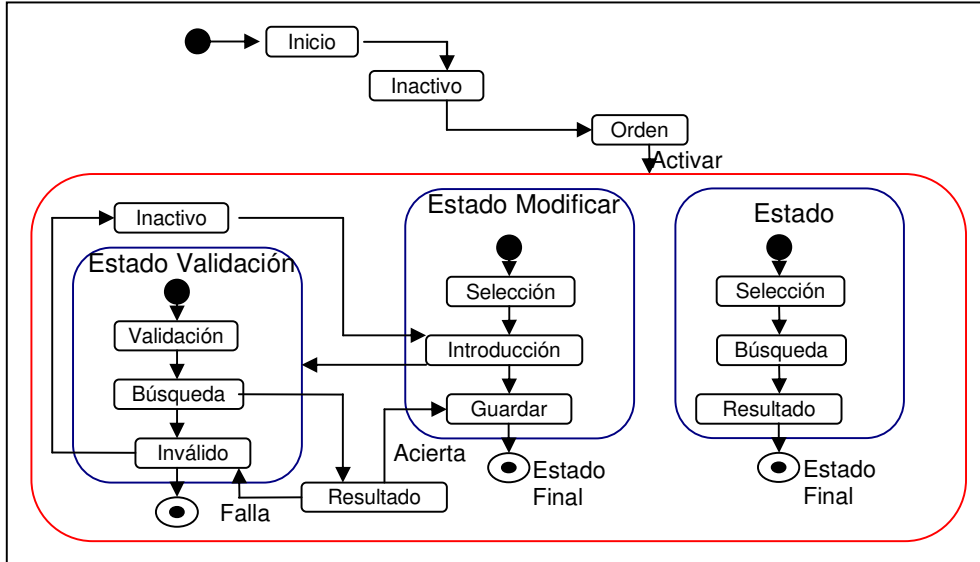 Inicio
Inactivo
Orden
Activar
Inactivo
Estado Validación
Validación
Búsqueda
Inválido
Falla
Resultado
Acierta
Estado Modificar
Selección
Introducción
Guardar
Estado
Final
Estado
Selección
Búsqueda
Resultado
Estado
Final